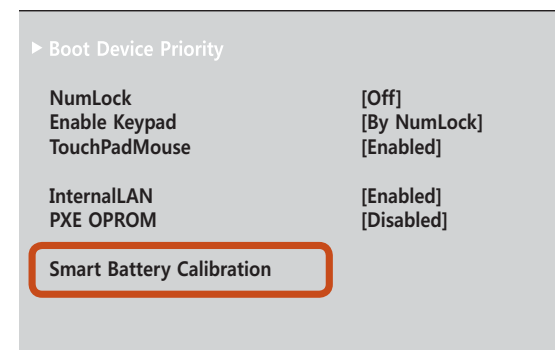 ▶ Boot Device Priority
NumLock [Off]
Enable Keypad [By NumLock]
TouchPadMouse [Enabled]
InternalLAN [Enabled]
PXE OPROM [Disabled]
Smart Battery Calibration